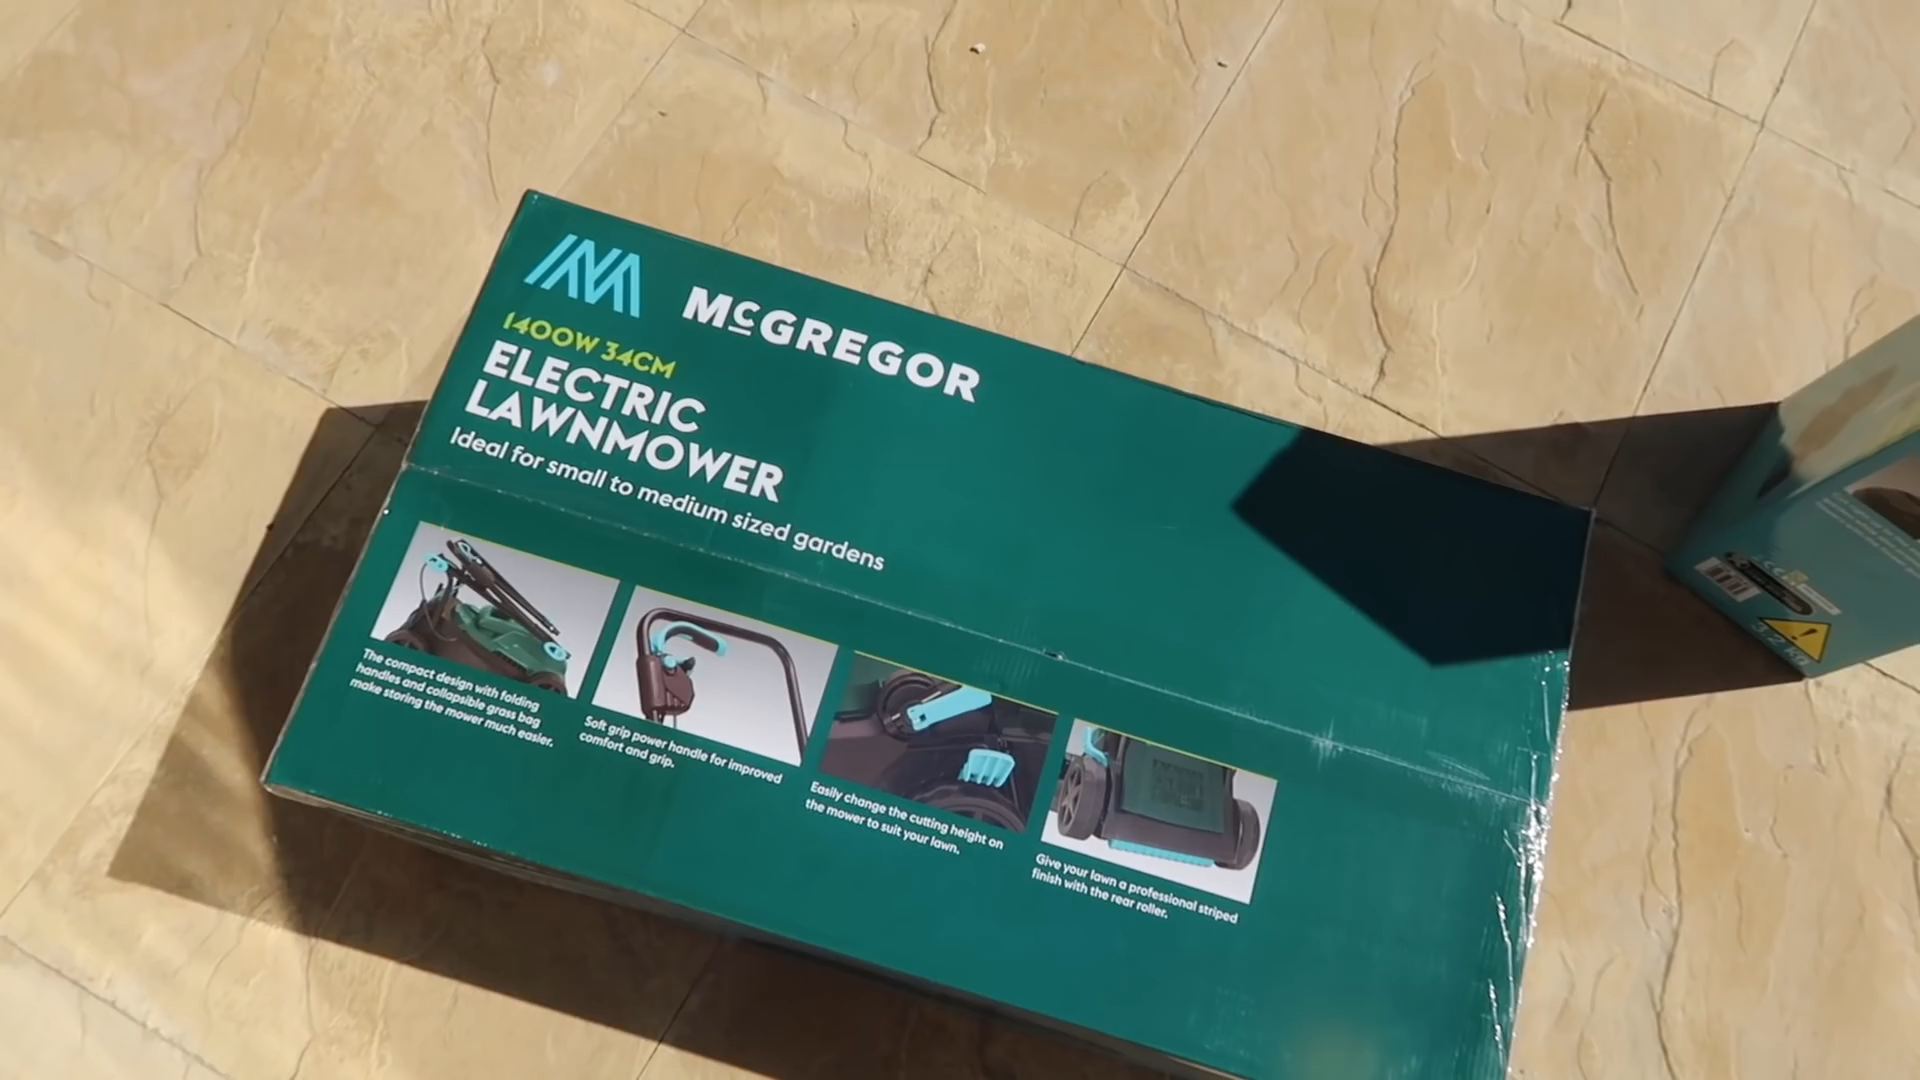 McGREGOR
1400W 34CM
ELECTRIC
LAWNMOWER
Ideal for small to medium sized gardens
The compact design with folding
handles and collapsible grass bag
make storing the mower much easier.
Soft grip power handle for improved
comfort and grip.
Easily change the cutting height on
the mower to suit your lawn.
Give your lawn a professional striped
finish with the rear roller.